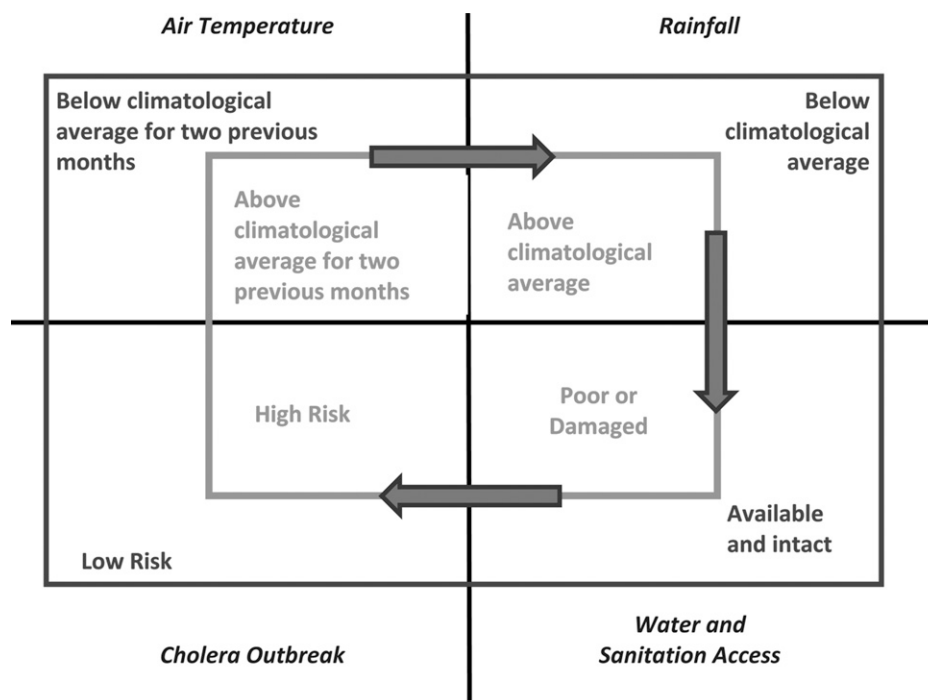 Air Temperature
Rainfall
Below climatological
average for two previous
months
Below
climatological
average
Above
climatological
average for two
previous months
Above
climatological
average
High Risk
Poor or
Damaged
Low Risk
Available
and intact
Cholera Outbreak
Water and
Sanitation Access